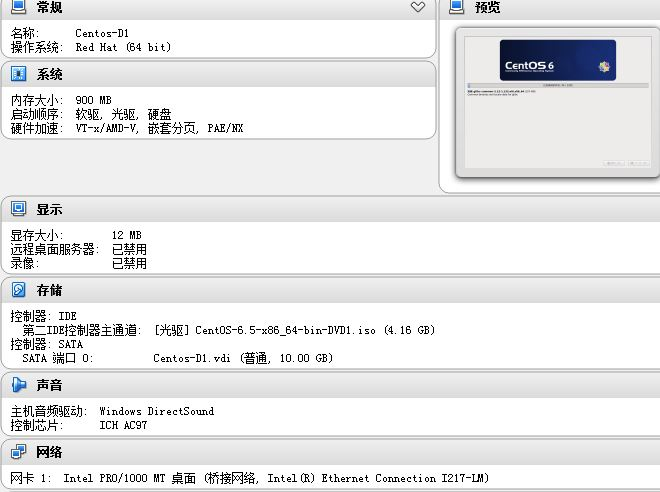 常规
名称: Centos-D1
操作系统: Red Hat (64 bit)
系统
内存大小: 900 MB
启动顺序: 软驱, 光驱, 硬盘
硬件加速: VT-x/AMD-V, 嵌套分页, PAE/NX
预览
CentOS 6
显示
显存大小: 12 MB
远程桌面服务器: 已禁用
录像: 已禁用
存储
控制器: IDE
第二IDE控制器主通道: [光驱] CentOS-6.5-x86_64-bin-DVD1.iso (4.16 GB)
控制器: SATA
SATA 端口 0: Centos-D1.vdi (普通, 10.00 GB)
声音
主机音频驱动: Windows DirectSound
控制芯片: ICH AC97
网络
网卡 1: Intel PRO/1000 MT 桌面 (桥接网络, Intel(R) Ethernet Connection I217-LM)